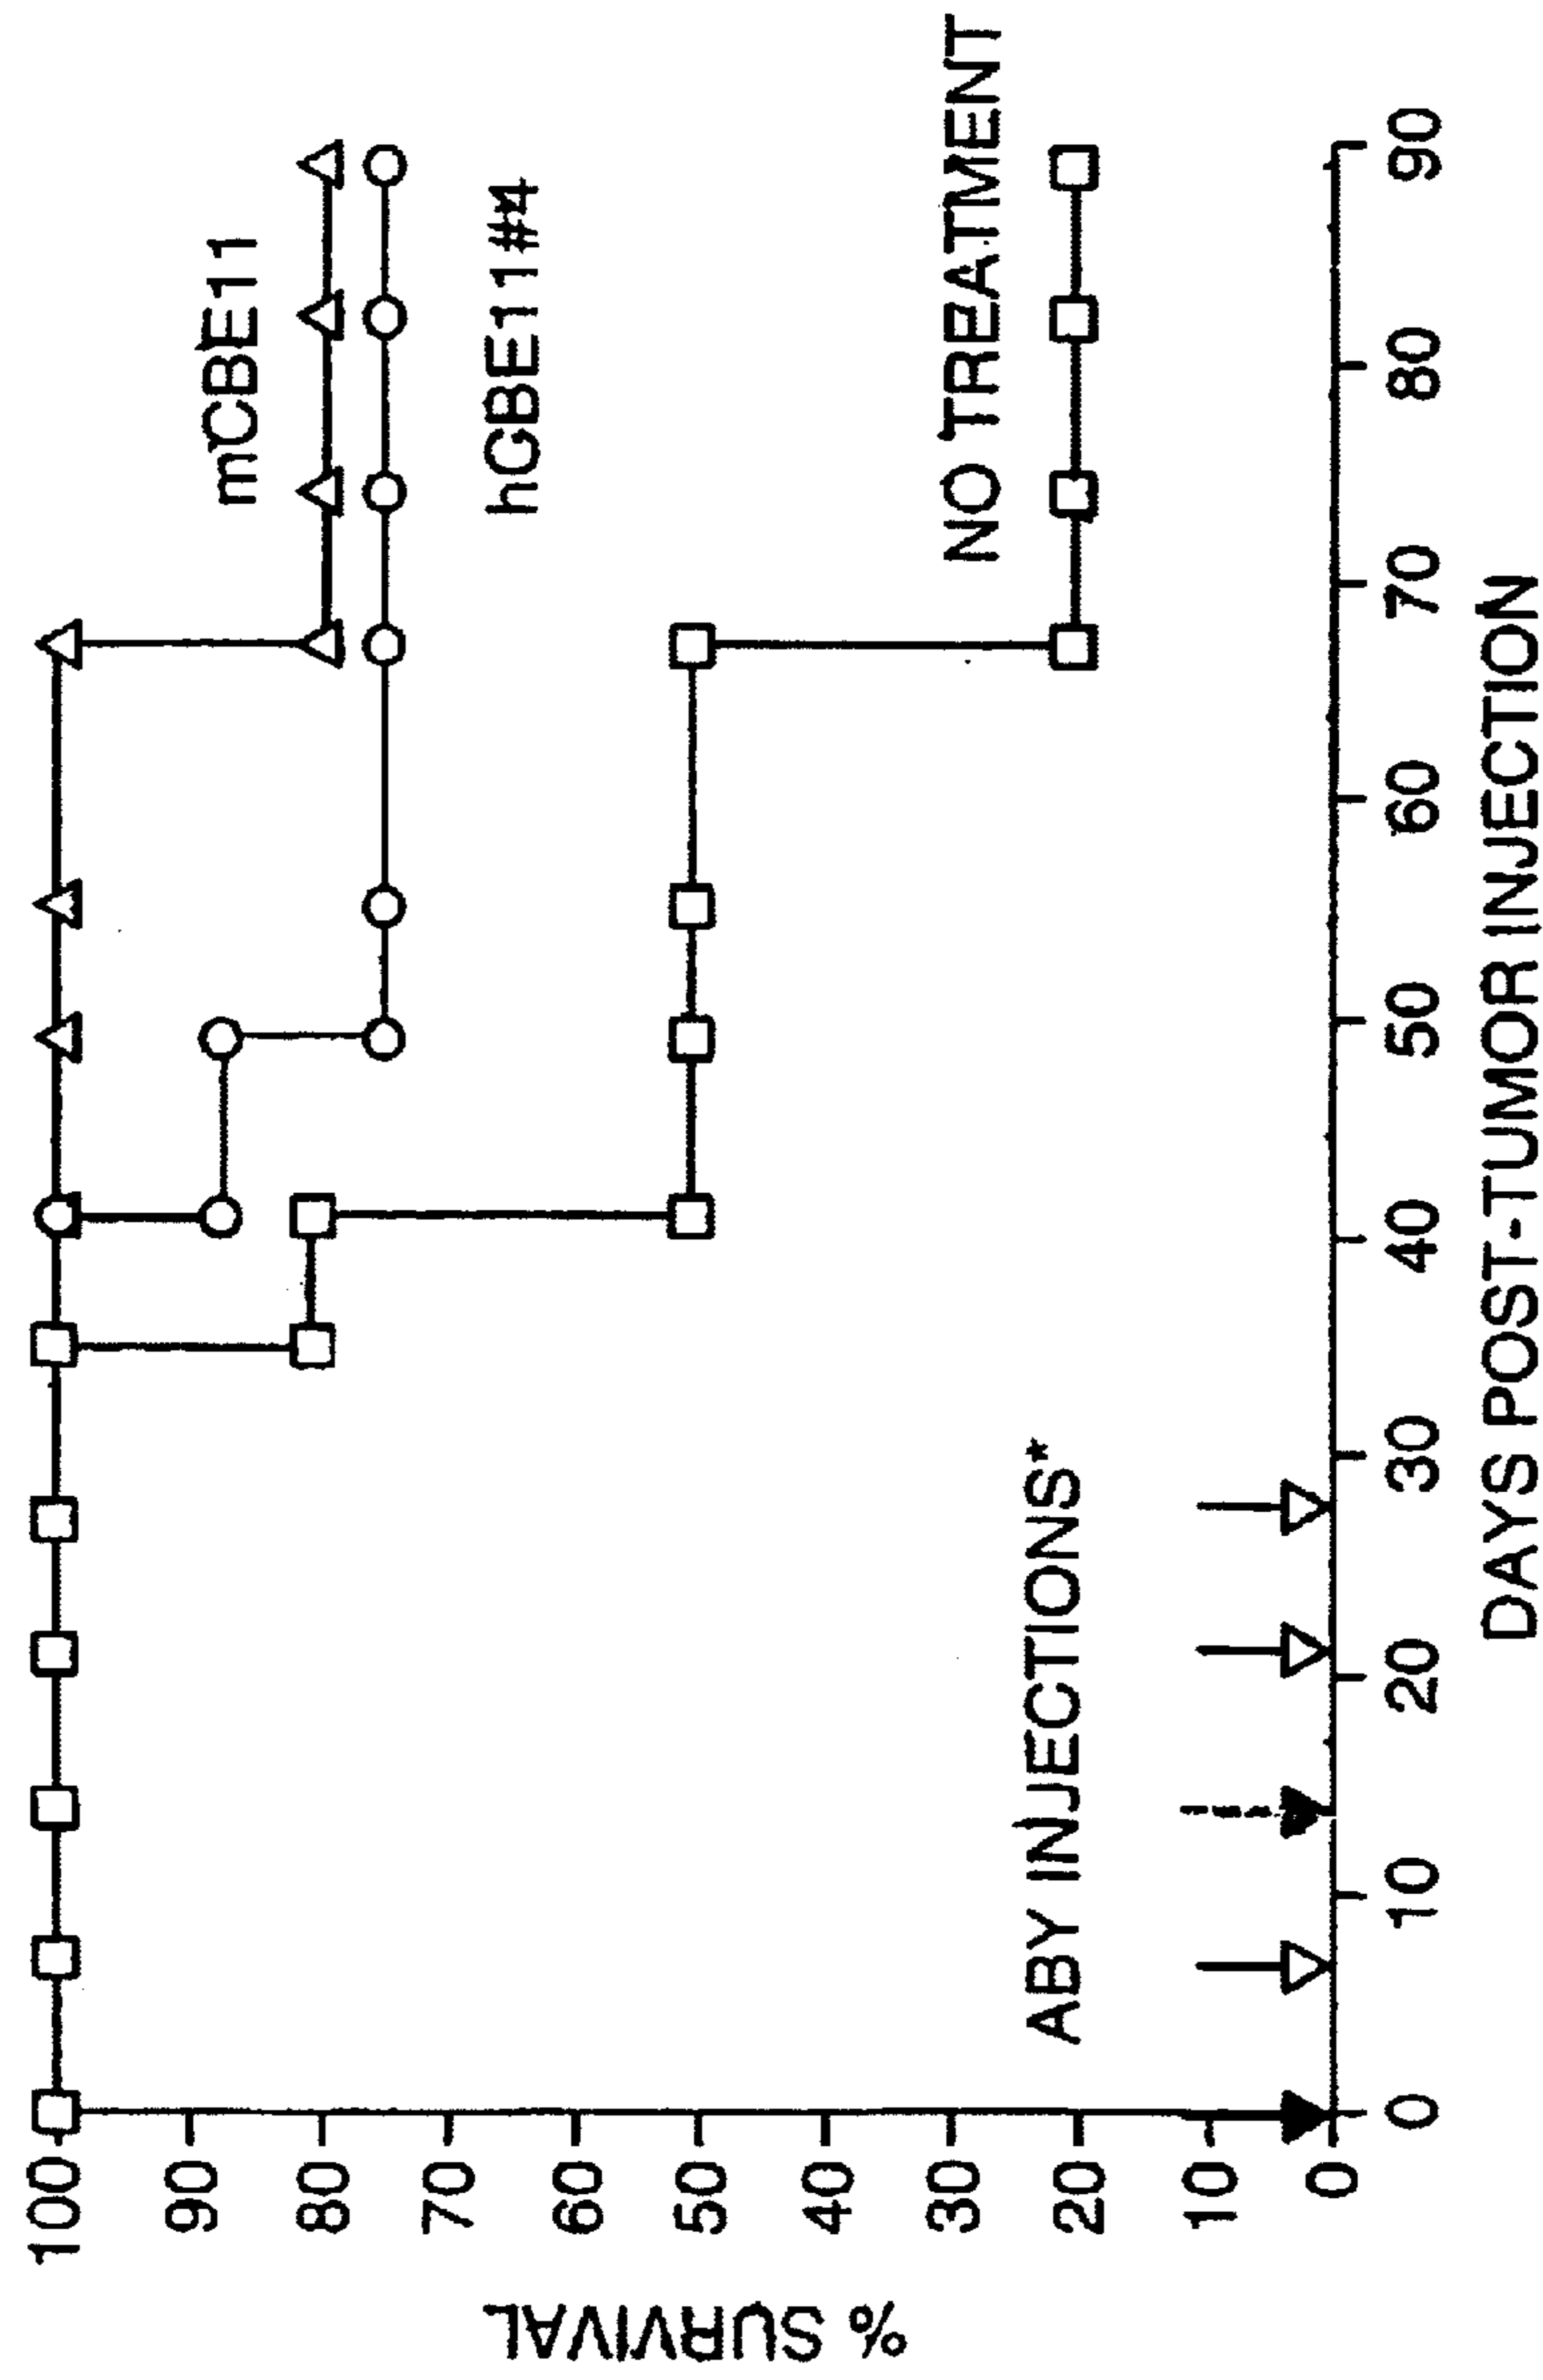 % SURVIVAL
100
90
80
70
60
50
40
30
20
10
0
mCBE11
hGBE11#4
NO TREATMENT
ABY INJECTIONS*
0 10 20 30 40 50 60 70 80 90
DAYS POST-TUMOR INJECTION